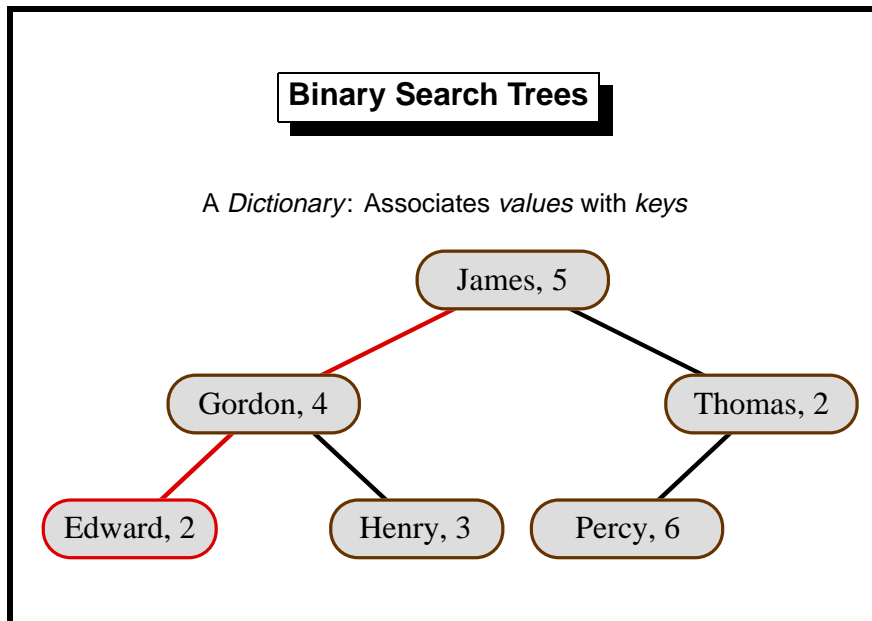 Binary Search Trees
A Dictionary: Associates values with keys
James, 5
Gordon, 4
Thomas, 2
Edward, 2
Henry, 3
Percy, 6